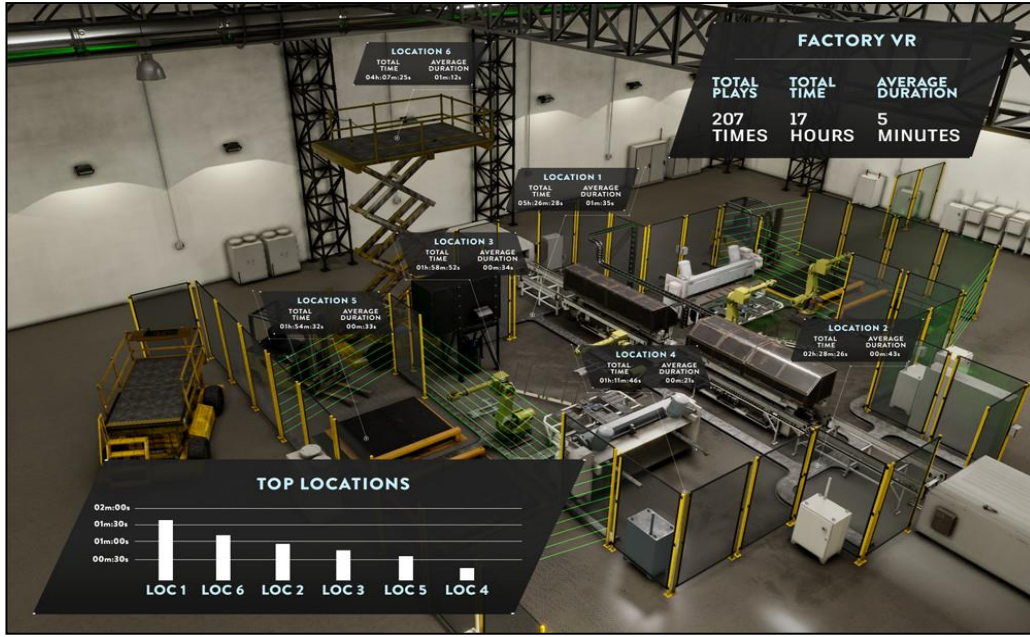 FACTORY VR
TOTAL PLAYS
TOTAL TIME
AVERAGE DURATION
207 TIMES
17 HOURS
5 MINUTES
LOCATION 6
TOTAL TIME
AVERAGE DURATION
04h:07m:25s
01m:12s
LOCATION 1
TOTAL TIME
AVERAGE DURATION
05h:26m:28s
01m:35s
LOCATION 3
TOTAL TIME
AVERAGE DURATION
01h:58m:52s
00m:34s
LOCATION 5
TOTAL TIME
AVERAGE DURATION
01h:54m:32s
00m:33s
LOCATION 2
TOTAL TIME
AVERAGE DURATION
02h:28m:26s
00m:43s
LOCATION 4
TOTAL TIME
AVERAGE DURATION
01h:11m:46s
00m:21s
TOP LOCATIONS
02m:00s
01m:30s
01m:00s
00m:30s
LOC 1 LOC 6 LOC 2 LOC 3 LOC 5 LOC 4